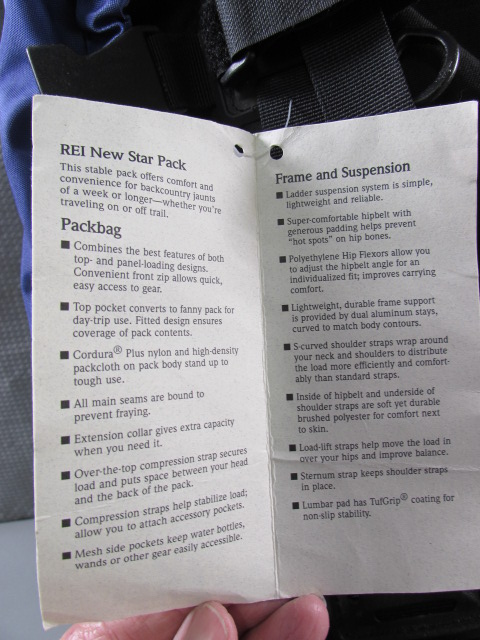 REI New Star Pack
This stable pack offers comfort and
convenience for backcountry jaunts
of a week or longer—whether you're
traveling on or off trail.
Packbag
■ Combines the best features of both
top- and panel-loading designs.
Convenient front zip allows quick,
easy access to gear.
■ Top pocket converts to fanny pack for
day-trip use. Fitted design ensures
coverage of pack contents.
■ Cordura® Plus nylon and high-density
packcloth on pack body stand up to
tough use.
■ All main seams are bound to
prevent fraying.
■ Extension collar gives extra capacity
when you need it.
■ Over-the-top compression strap secures
load and puts space between your head
and the back of the pack.
■ Compression straps help stabilize load;
allow you to attach accessory pockets.
■ Mesh side pockets keep water bottles,
wands or other gear easily accessible.
Frame and Suspension
■ Ladder suspension system is simple,
lightweight and reliable.
■ Super-comfortable hipbelt with
generous padding helps prevent
"hot spots" on hip bones.
■ Polyethylene Hip Flexors allow you
to adjust the hipbelt angle for an
individualized fit; improves carrying
comfort.
■ Lightweight, durable frame support
is provided by dual aluminum stays,
curved to match body contours.
■ S-curved shoulder straps wrap around
your neck and shoulders to distribute
the load more efficiently and comfort-
ably than standard straps.
■ Inside of hipbelt and underside of
shoulder straps are soft yet durable
brushed polyester for comfort next
to skin.
■ Load-lift straps help move the load in
over your hips and improve balance.
■ Sternum strap keeps shoulder straps
in place.
■ Lumbar pad has TufGrip® coating for
non-slip stability.